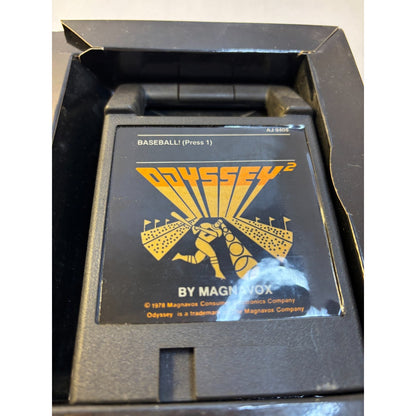 AJ 9406
BASEBALL! (Press 1)
ODYSSEY²
BY MAGNAVOX
© 1978 Magnavox Consumer Electronics Company
Odyssey is a trademark of The Magnavox Company